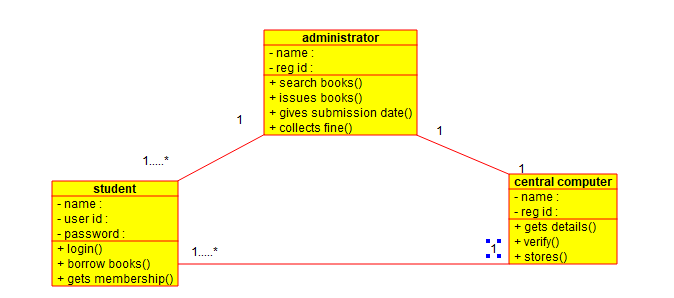 administrator
- name :
- reg id :
+ search books()
+ issues books()
+ gives submission date()
+ collects fine()
1
1
1.....*
1
student
- name :
- user id :
- password :
+ login()
+ borrow books()
+ gets membership()
central computer
- name :
- reg id :
+ gets details()
+ verify()
+ stores()
1.....*
1